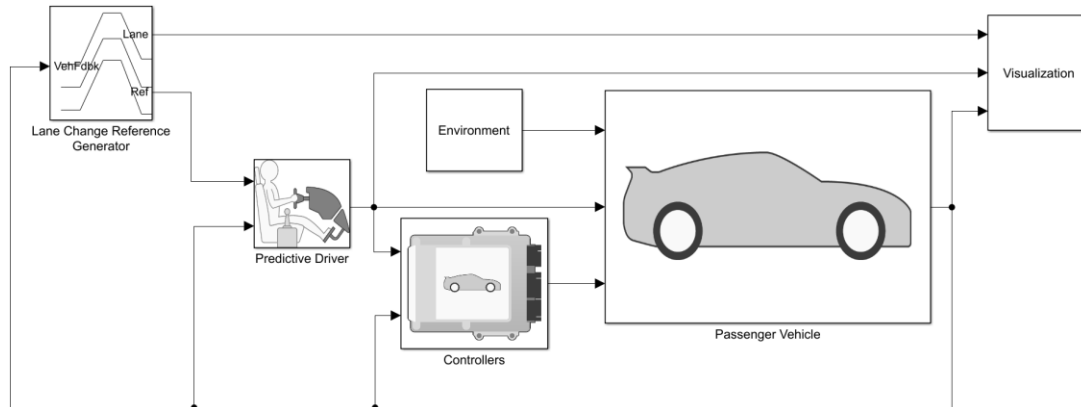 Lane
VehFdbk
Ref
Lane Change Reference
Generator
Visualization
Environment
Predictive Driver
Controllers
Passenger Vehicle